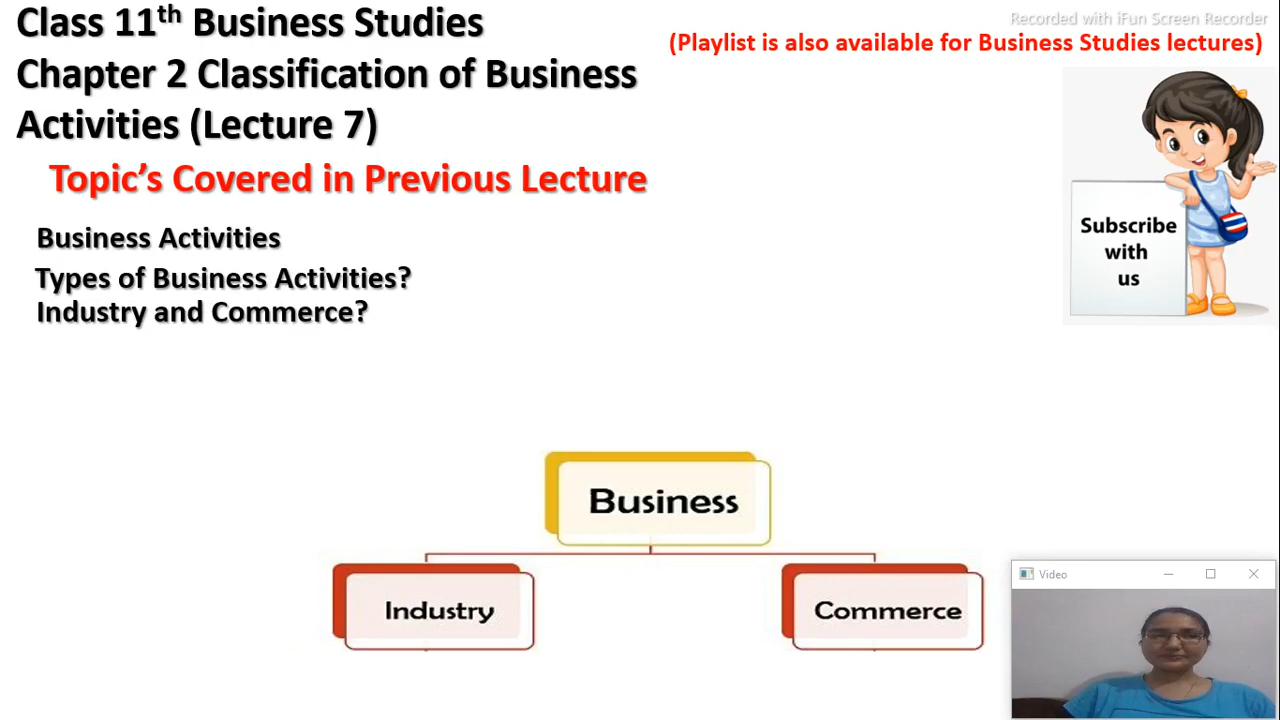 Class 11th Business Studies
Recorded with iFun Screen Recorder
(Playlist is also available for Business Studies lectures)
Chapter 2 Classification of Business
Activities (Lecture 7)
Topic’s Covered in Previous Lecture
Business Activities
Types of Business Activities?
Industry and Commerce?
Subscribe
with
us
Business
Industry
Commerce
Video